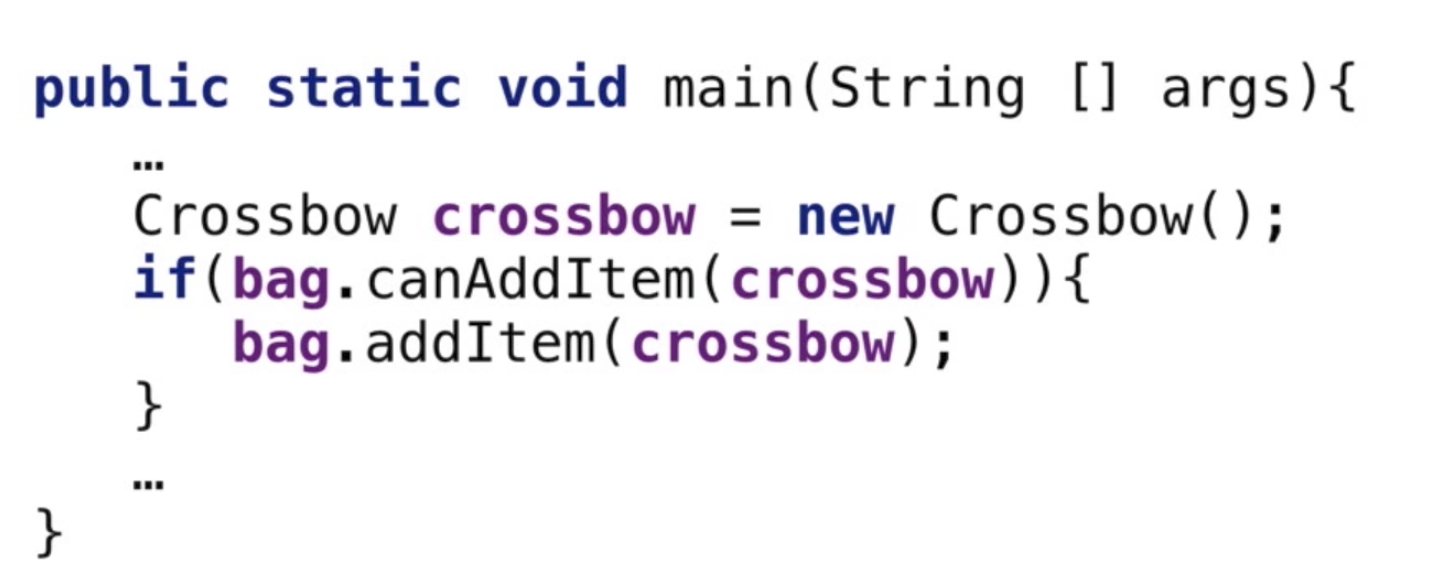 public static void main(String [] args){
…
Crossbow crossbow = new Crossbow();
if(bag.canAddItem(crossbow)){
bag.addItem(crossbow);
}
…
}